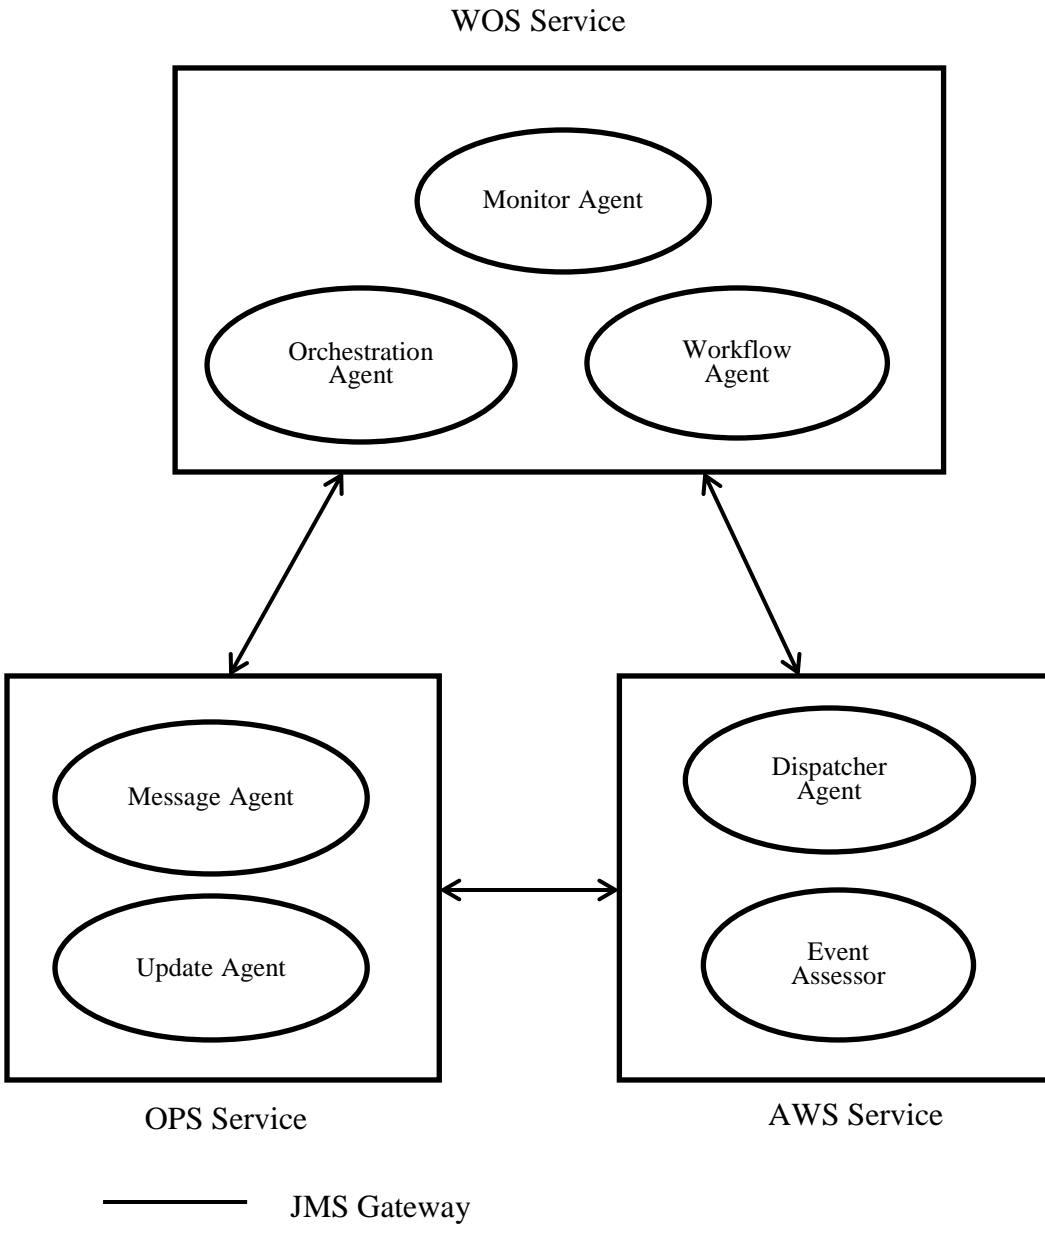 WOS Service
Monitor Agent
Orchestration
Agent
Workflow
Agent
Message Agent
Update Agent
OPS Service
Dispatcher
Agent
Event
Assessor
AWS Service
JMS Gateway